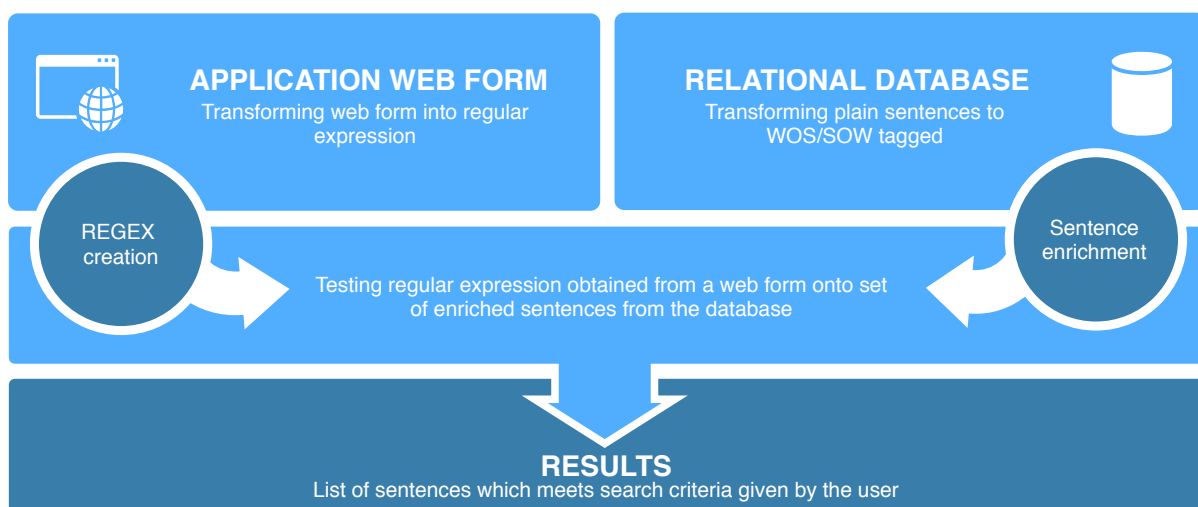 APPLICATION WEB FORM
Transforming web form into regular
expression
RELATIONAL DATABASE
Transforming plain sentences to
WOS/SOW tagged
REGEX
creation
Sentence
enrichment
Testing regular expression obtained from a web form onto set
of enriched sentences from the database
RESULTS
List of sentences which meets search criteria given by the user